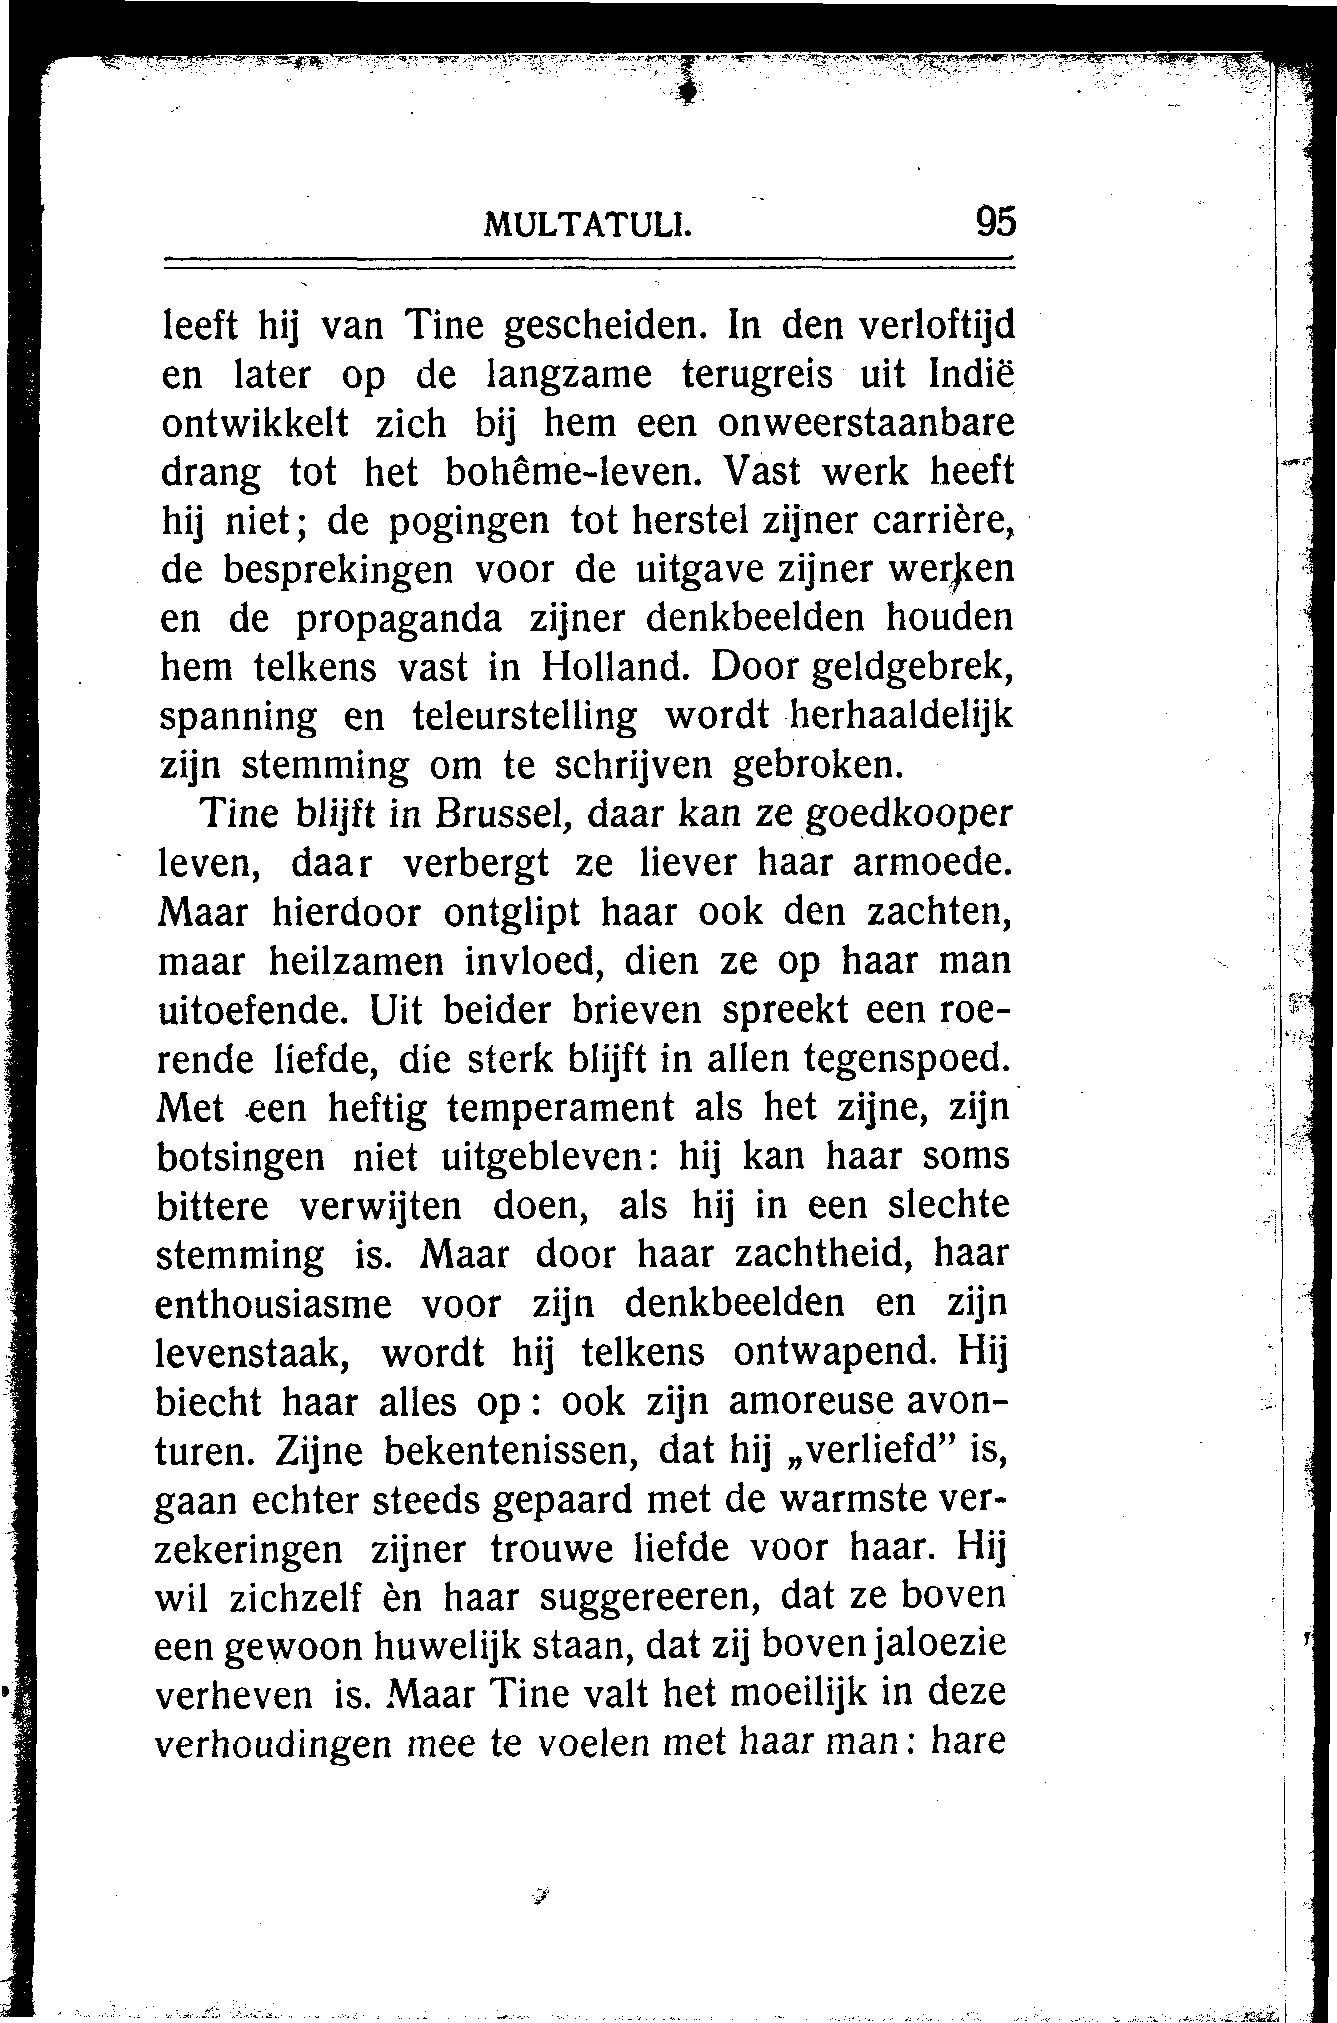 MULTATULI. 95
leeft hij van Tine gescheiden. In den verloftijd
en later op de langzame terugreis uit Indië
ontwikkelt zich bij hem een onweerstaanbare
drang tot het bohême-leven. Vast werk heeft
hij niet; de pogingen tot herstel zijner carrière,
de besprekingen voor de uitgave zijner werken
en de propaganda zijner denkbeelden houden
hem telkens vast in Holland. Door geldgebrek,
spanning en teleurstelling wordt herhaaldelijk
zijn stemming om te schrijven gebroken.
Tine blijft in Brussel, daar kan ze goedkooper
leven, daar verbergt ze liever haar armoede.
Maar hierdoor ontglipt haar ook den zachten,
maar heilzamen invloed, dien ze op haar man
uitoefende. Uit beider brieven spreekt een roe-
rende liefde, die sterk blijft in allen tegenspoed.
Met een heftig temperament als het zijne, zijn
botsingen niet uitgebleven: hij kan haar soms
bittere verwijten doen, als hij in een slechte
stemming is. Maar door haar zachtheid, haar
enthousiasme voor zijn denkbeelden en zijn
levenstaak, wordt hij telkens ontwapend. Hij
biecht haar alles op: ook zijn amoreuse avon-
turen. Zijne bekentenissen, dat hij „verliefd” is,
gaan echter steeds gepaard met de warmste ver-
zekeringen zijner trouwe liefde voor haar. Hij
wil zichzelf èn haar suggereeren, dat ze boven
een gewoon huwelijk staan, dat zij boven jaloezie
verheven is. Maar Tine valt het moeilijk in deze
verhoudingen mee te voelen met haar man: hare